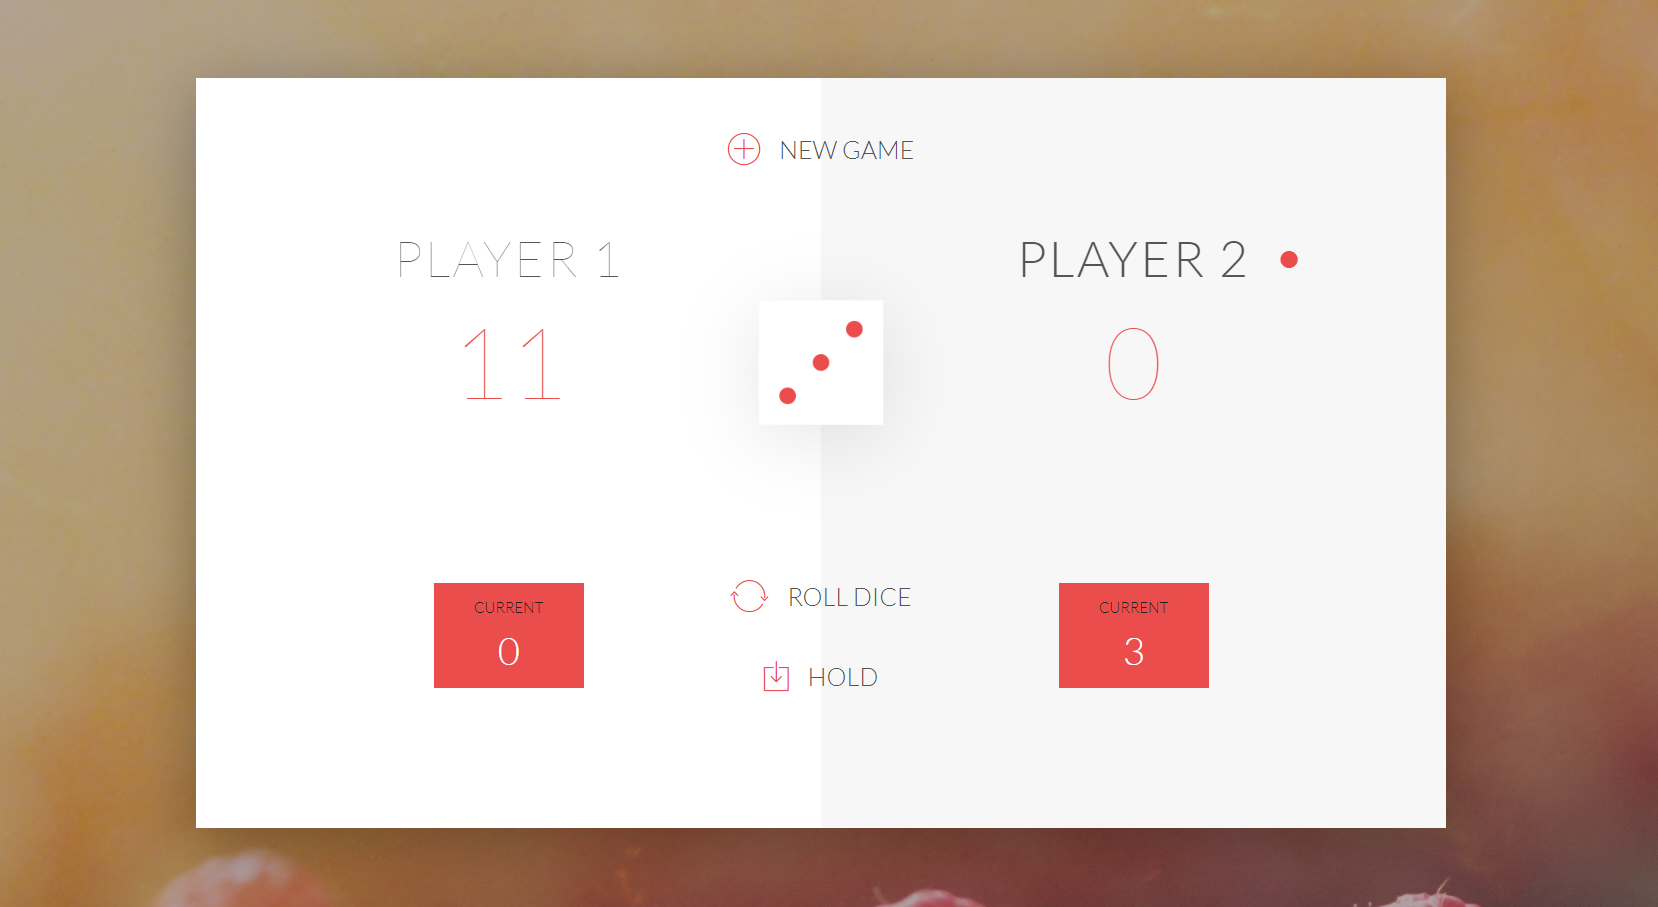 NEW GAME
PLAYER 1
11
PLAYER 2
0
CURRENT
0
ROLL DICE
HOLD
CURRENT
3